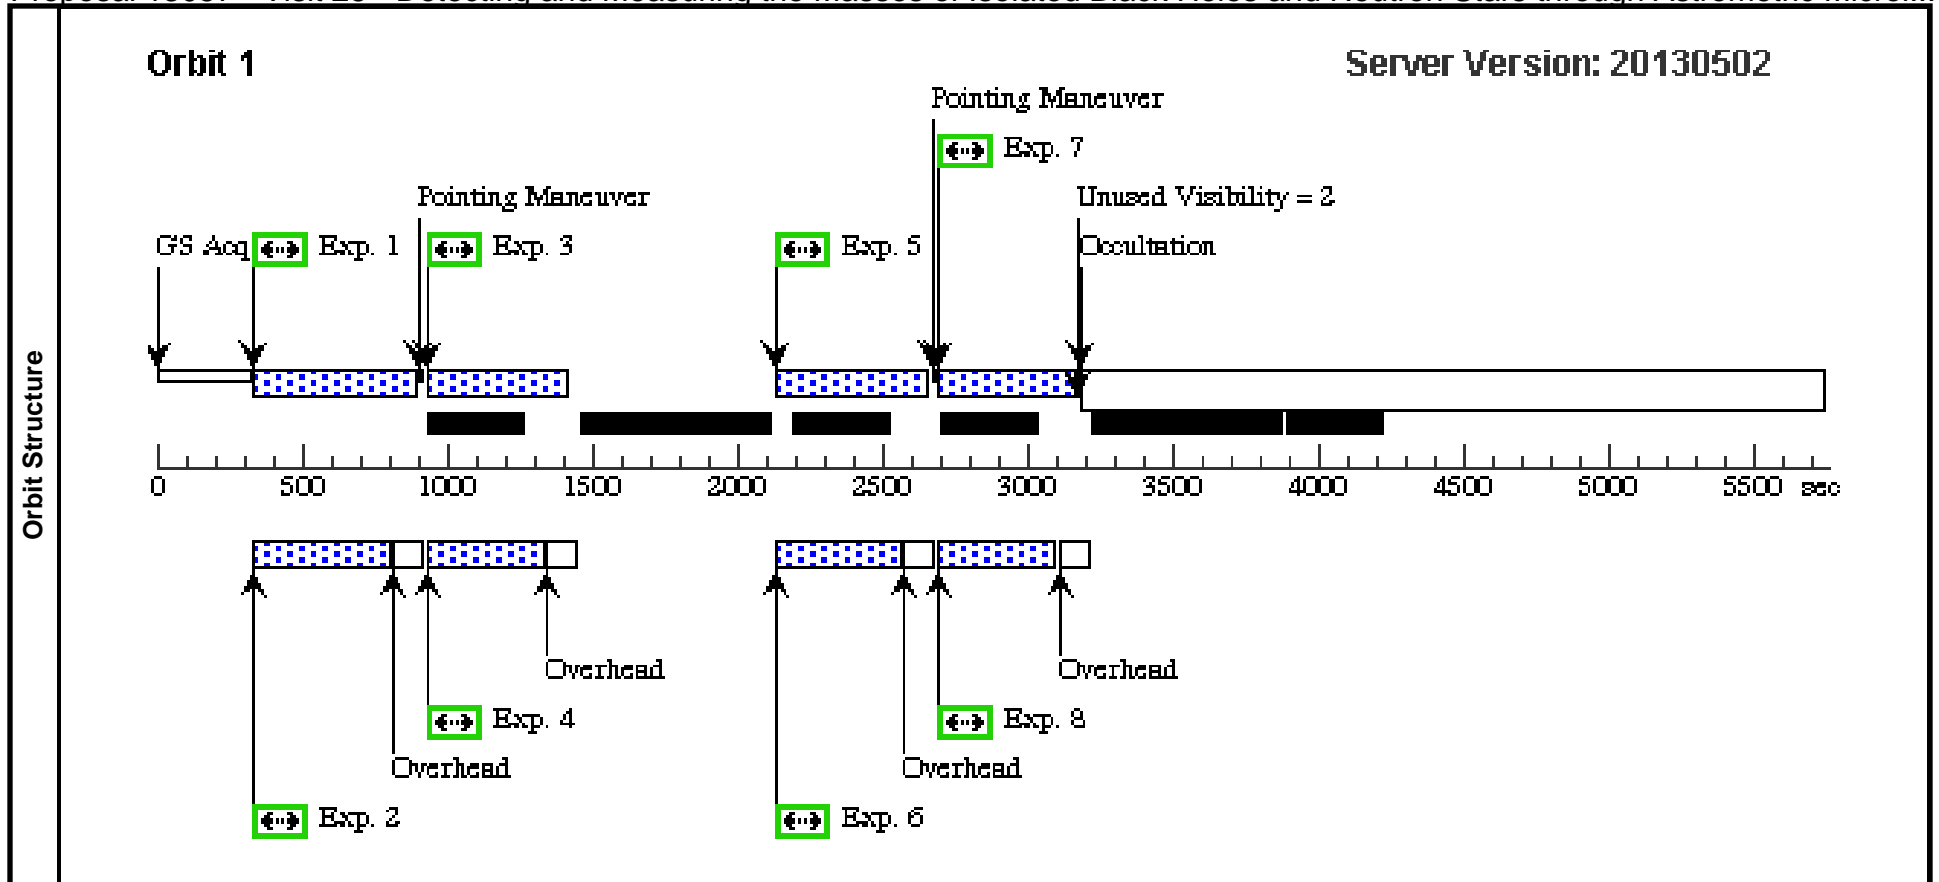 Orbit Structure
Orbit 1
Server Version: 20130502
Pointing Maneuver
Exp. 7
Pointing Maneuver
Unused Visibility = 2
GS Acq
Exp. 1
Exp. 3
Exp. 5
Occultation
0 500 1000 1500 2000 2500 3000 3500 4000 4500 5000 5500 sec
Overhead
Overhead
Exp. 4
Exp. 8
Overhead
Overhead
Exp. 2
Exp. 6